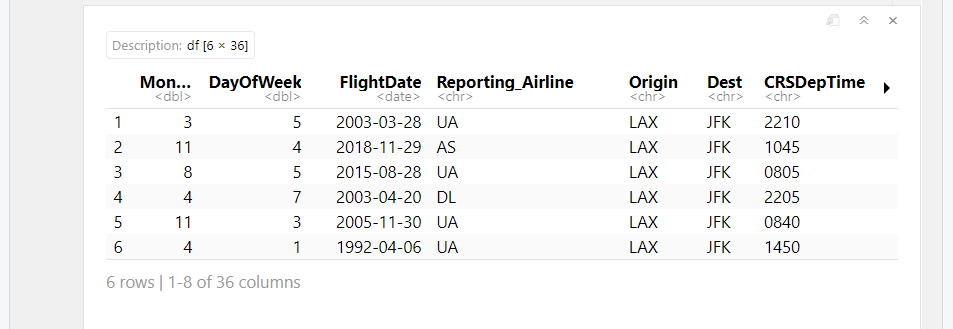 Description: df [6 × 36]
Mon... DayOfWeek FlightDate Reporting_Airline Origin Dest CRSDepTime
<dbl> <dbl> <date> <chr> <chr> <chr> <chr>
1 3 5 2003-03-28 UA LAX JFK 2210
2 11 4 2018-11-29 AS LAX JFK 1045
3 8 5 2015-08-28 UA LAX JFK 0805
4 4 7 2003-04-20 DL LAX JFK 2205
5 11 3 2005-11-30 UA LAX JFK 0840
6 4 1 1992-04-06 UA LAX JFK 1450
6 rows | 1-8 of 36 columns